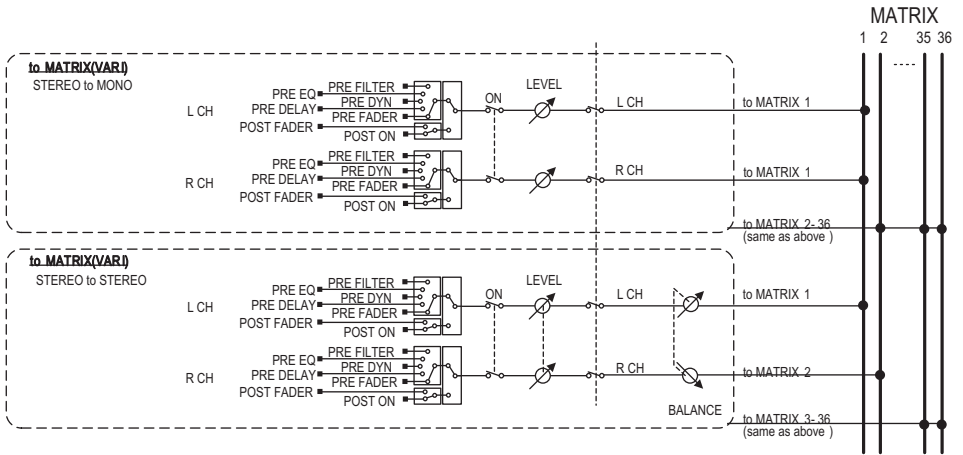 MATRIX
1 2 35 36
to MATRIX(VARI)
STEREO to MONO
L CH
PRE EQ
PRE DELAY
POST FADER
PRE FILTER
PRE DYN
PRE FADER
POST ON
ON
LEVEL
L CH
to MATRIX 1
R CH
PRE EQ
PRE DELAY
POST FADER
PRE FILTER
PRE DYN
PRE FADER
POST ON
R CH
to MATRIX 1
to MATRIX 2-36
(same as above )
to MATRIX(VARI)
STEREO to STEREO
L CH
PRE EQ
PRE DELAY
POST FADER
PRE FILTER
PRE DYN
PRE FADER
POST ON
ON
LEVEL
L CH
to MATRIX 1
R CH
PRE EQ
PRE DELAY
POST FADER
PRE FILTER
PRE DYN
PRE FADER
POST ON
R CH
to MATRIX 2
BALANCE
to MATRIX 3-36
(same as above )